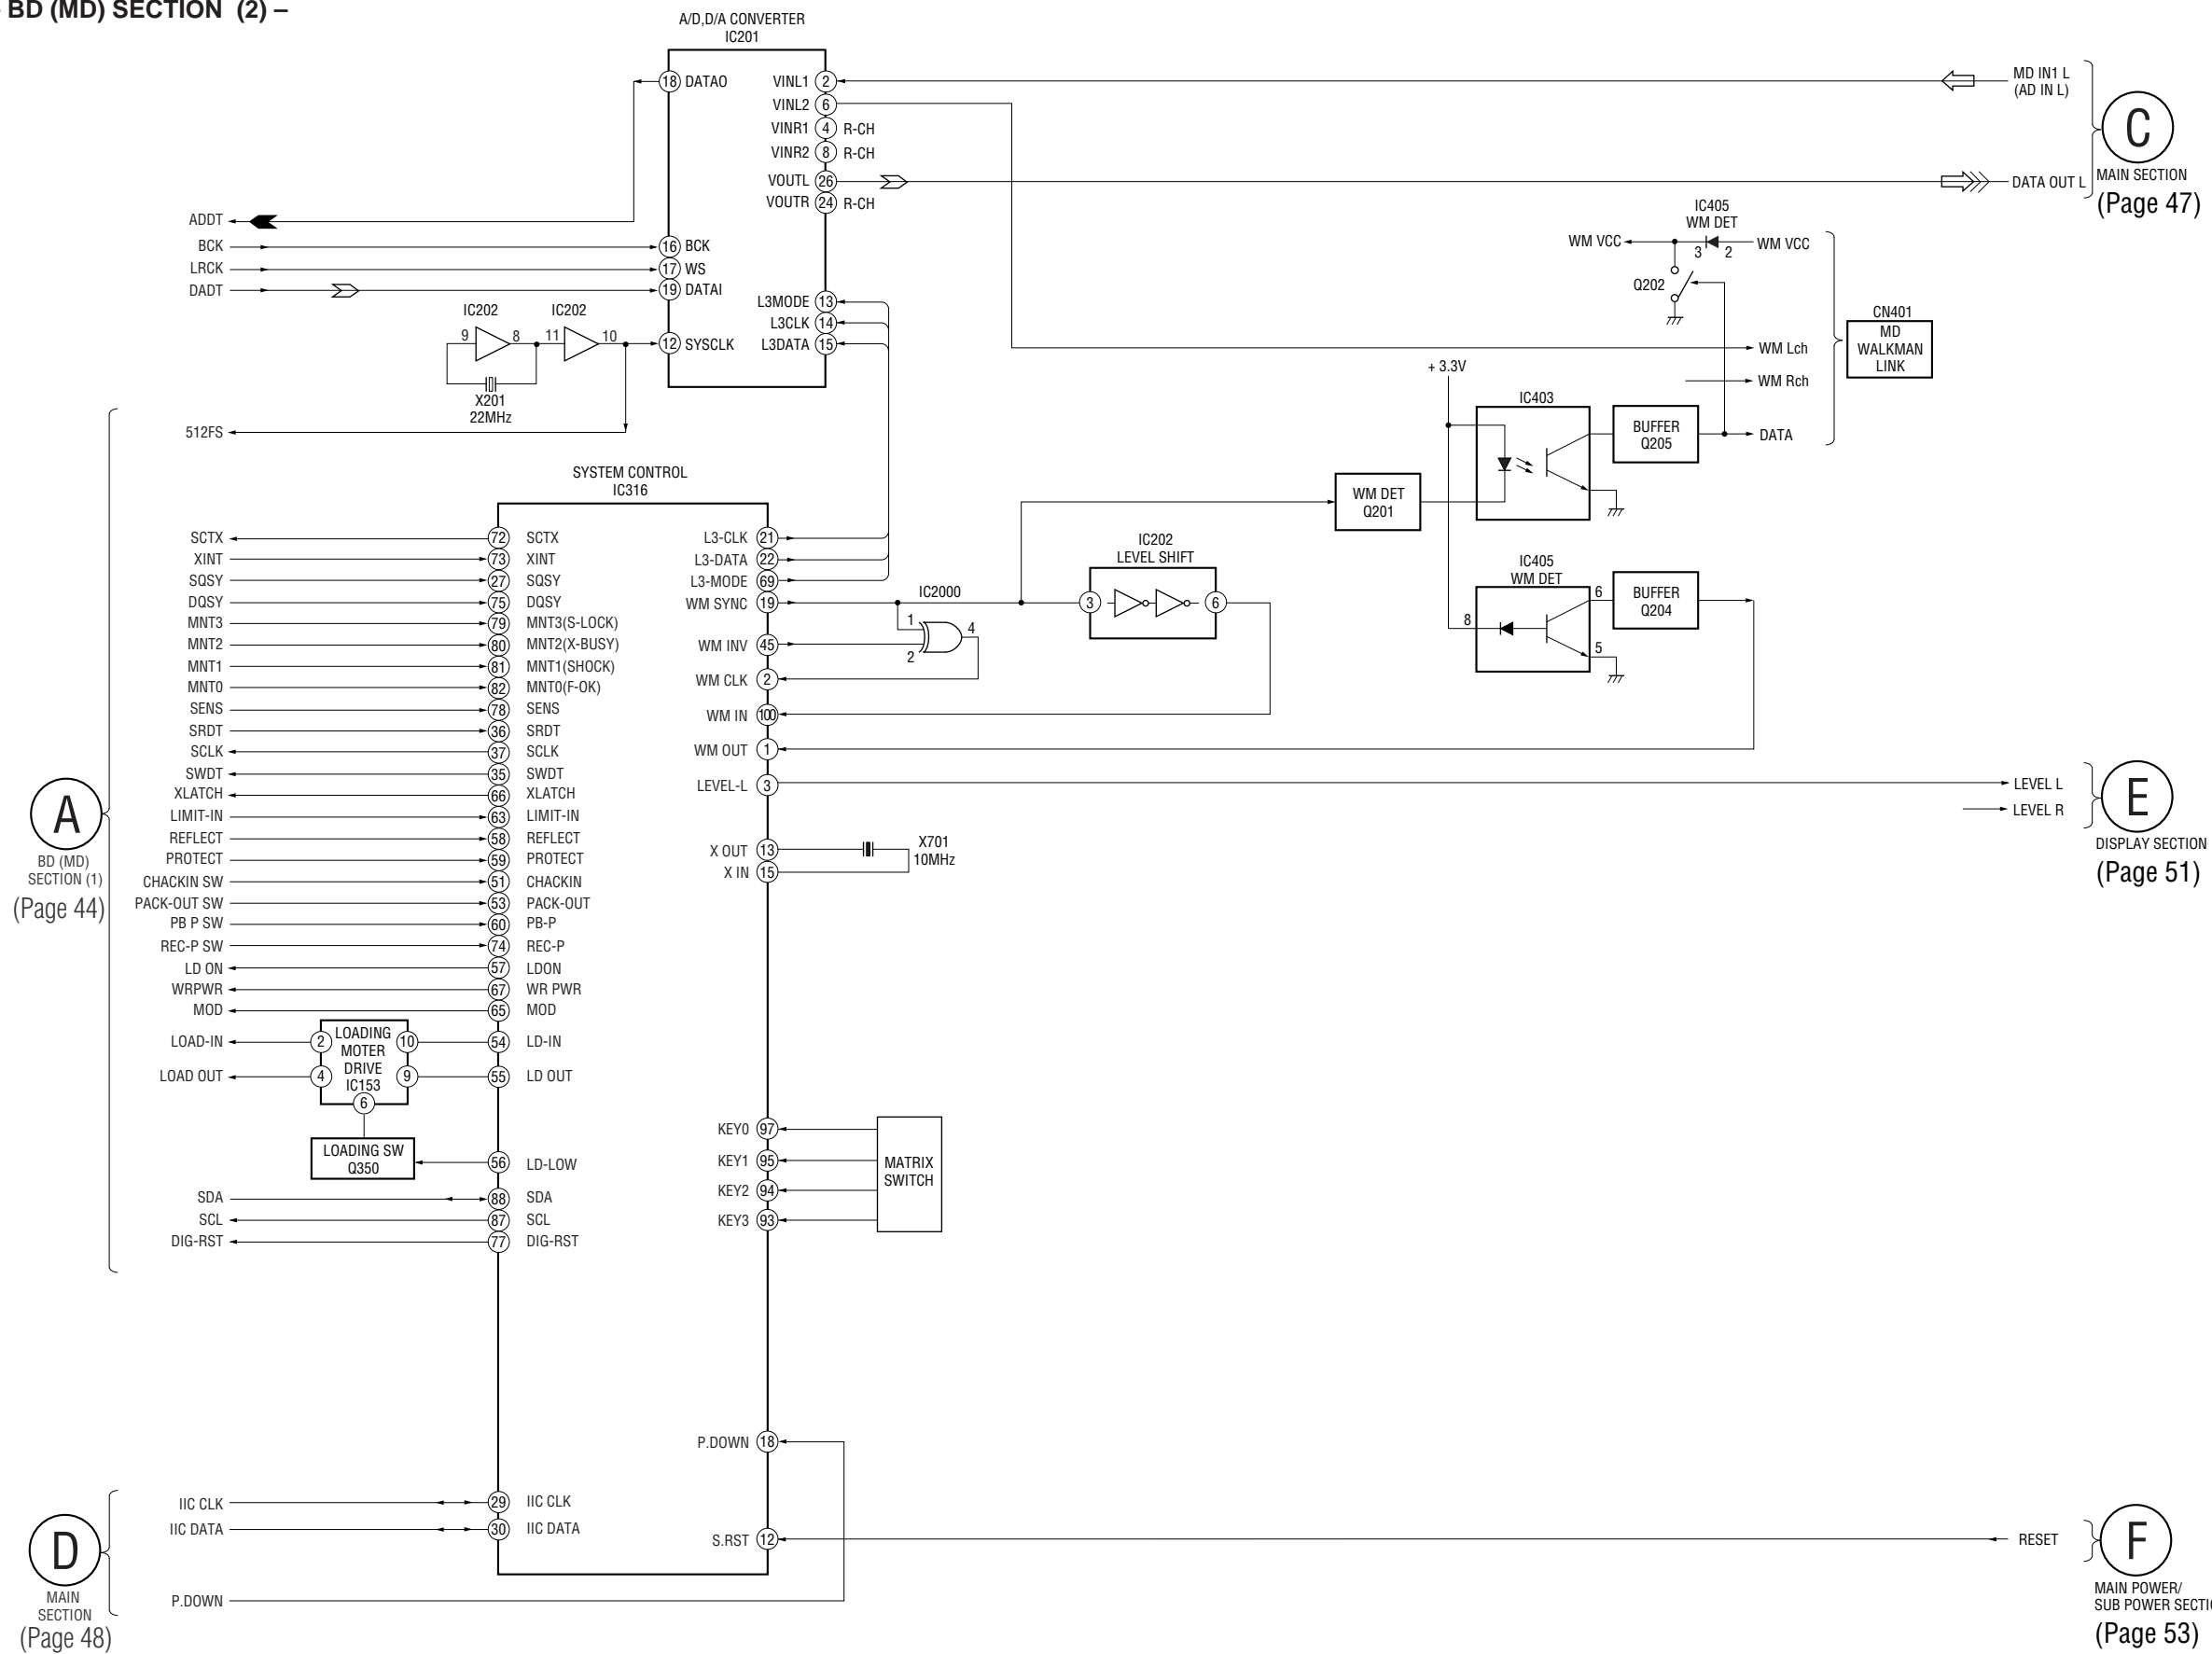 BD (MD) SECTION (2) –
A/D,D/A CONVERTER
IC201
18 DATAO
VINL1 2
VINL2 6
VINR1 4 R-CH
VINR2 8 R-CH
VOUTL 26
VOUTR 24 R-CH
MD IN1 L
(AD IN L)
DATA OUT L
C
MAIN SECTION
(Page 47)
ADDT
BCK
LRCK
DADT
16 BCK
17 WS
19 DATAI
12 SYSCLK
L3MODE 13
L3CLK 14
L3DATA 15
IC202
IC202
9 8 11 10
X201
22MHz
512FS
IC405
WM DET
WM VCC
3 2
WM VCC
Q202
CN401
MD
WALKMAN
LINK
WM Lch
WM Rch
DATA
+ 3.3V
IC403
BUFFER
Q205
WM DET
Q201
IC405
WM DET
8 6 5
BUFFER
Q204
IC202
LEVEL SHIFT
3 6
IC2000
1 2 4
SYSTEM CONTROL
IC316
SCTX 72 SCTX
XINT 73 XINT
SQSY 27 SQSY
DQSY 75 DQSY
MNT3 79 MNT3(S-LOCK)
MNT2 80 MNT2(X-BUSY)
MNT1 81 MNT1(SHOCK)
MNT0 82 MNT0(F-OK)
SENS 78 SENS
SRDT 36 SRDT
SCLK 37 SCLK
SWDT 35 SWDT
XLATCH 66 XLATCH
LIMIT-IN 63 LIMIT-IN
REFLECT 58 REFLECT
PROTECT 59 PROTECT
CHACKIN SW 51 CHACKIN
PACK-OUT SW 53 PACK-OUT
PB P SW 60 PB-P
REC-P SW 74 REC-P
LD ON 57 LDON
WRPWR 67 WR PWR
MOD 65 MOD
LOAD-IN 2 10 54 LD-IN
LOAD OUT 4 9 55 LD OUT
LOADING
MOTER
DRIVE
IC153
6
LOADING SW
Q350
56 LD-LOW
SDA 88 SDA
SCL 87 SCL
DIG-RST 77 DIG-RST
A
BD (MD)
SECTION (1)
(Page 44)
L3-CLK 21
L3-DATA 22
L3-MODE 69
WM SYNC 19
WM INV 45
WM CLK 2
WM IN 100
WM OUT 1
LEVEL-L 3
X OUT 13
X IN 15
X701
10MHz
LEVEL L
LEVEL R
E
DISPLAY SECTION
(Page 51)
KEY0 97
KEY1 95
KEY2 94
KEY3 93
MATRIX
SWITCH
P.DOWN 18
S.RST 12
IIC CLK 29 IIC CLK
IIC DATA 30 IIC DATA
P.DOWN
D
MAIN
SECTION
(Page 48)
RESET
F
MAIN POWER/
SUB POWER SECTI
(Page 53)